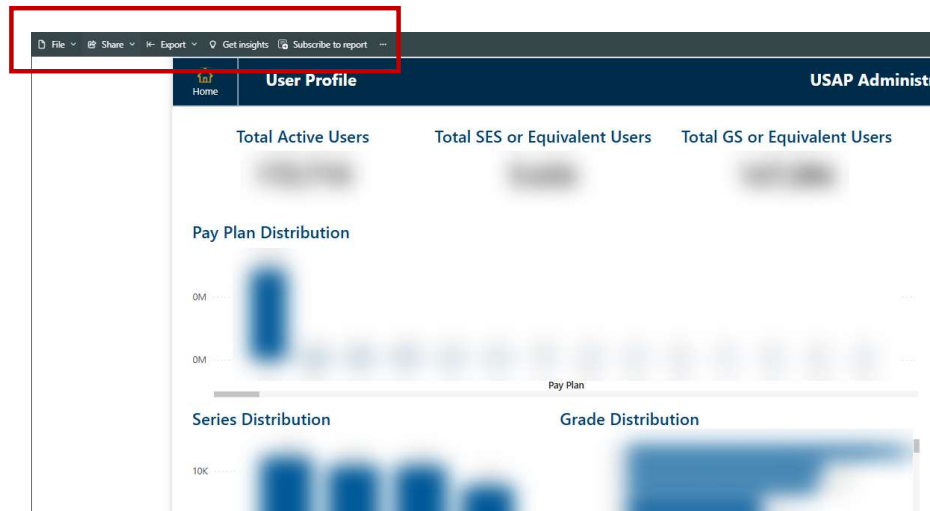 File Share Export Get insights Subscribe to report ...
Home User Profile USAP Administ
Total Active Users Total SES or Equivalent Users Total GS or Equivalent Users
Pay Plan Distribution
0M
0M
Pay Plan
Series Distribution Grade Distribution
10K